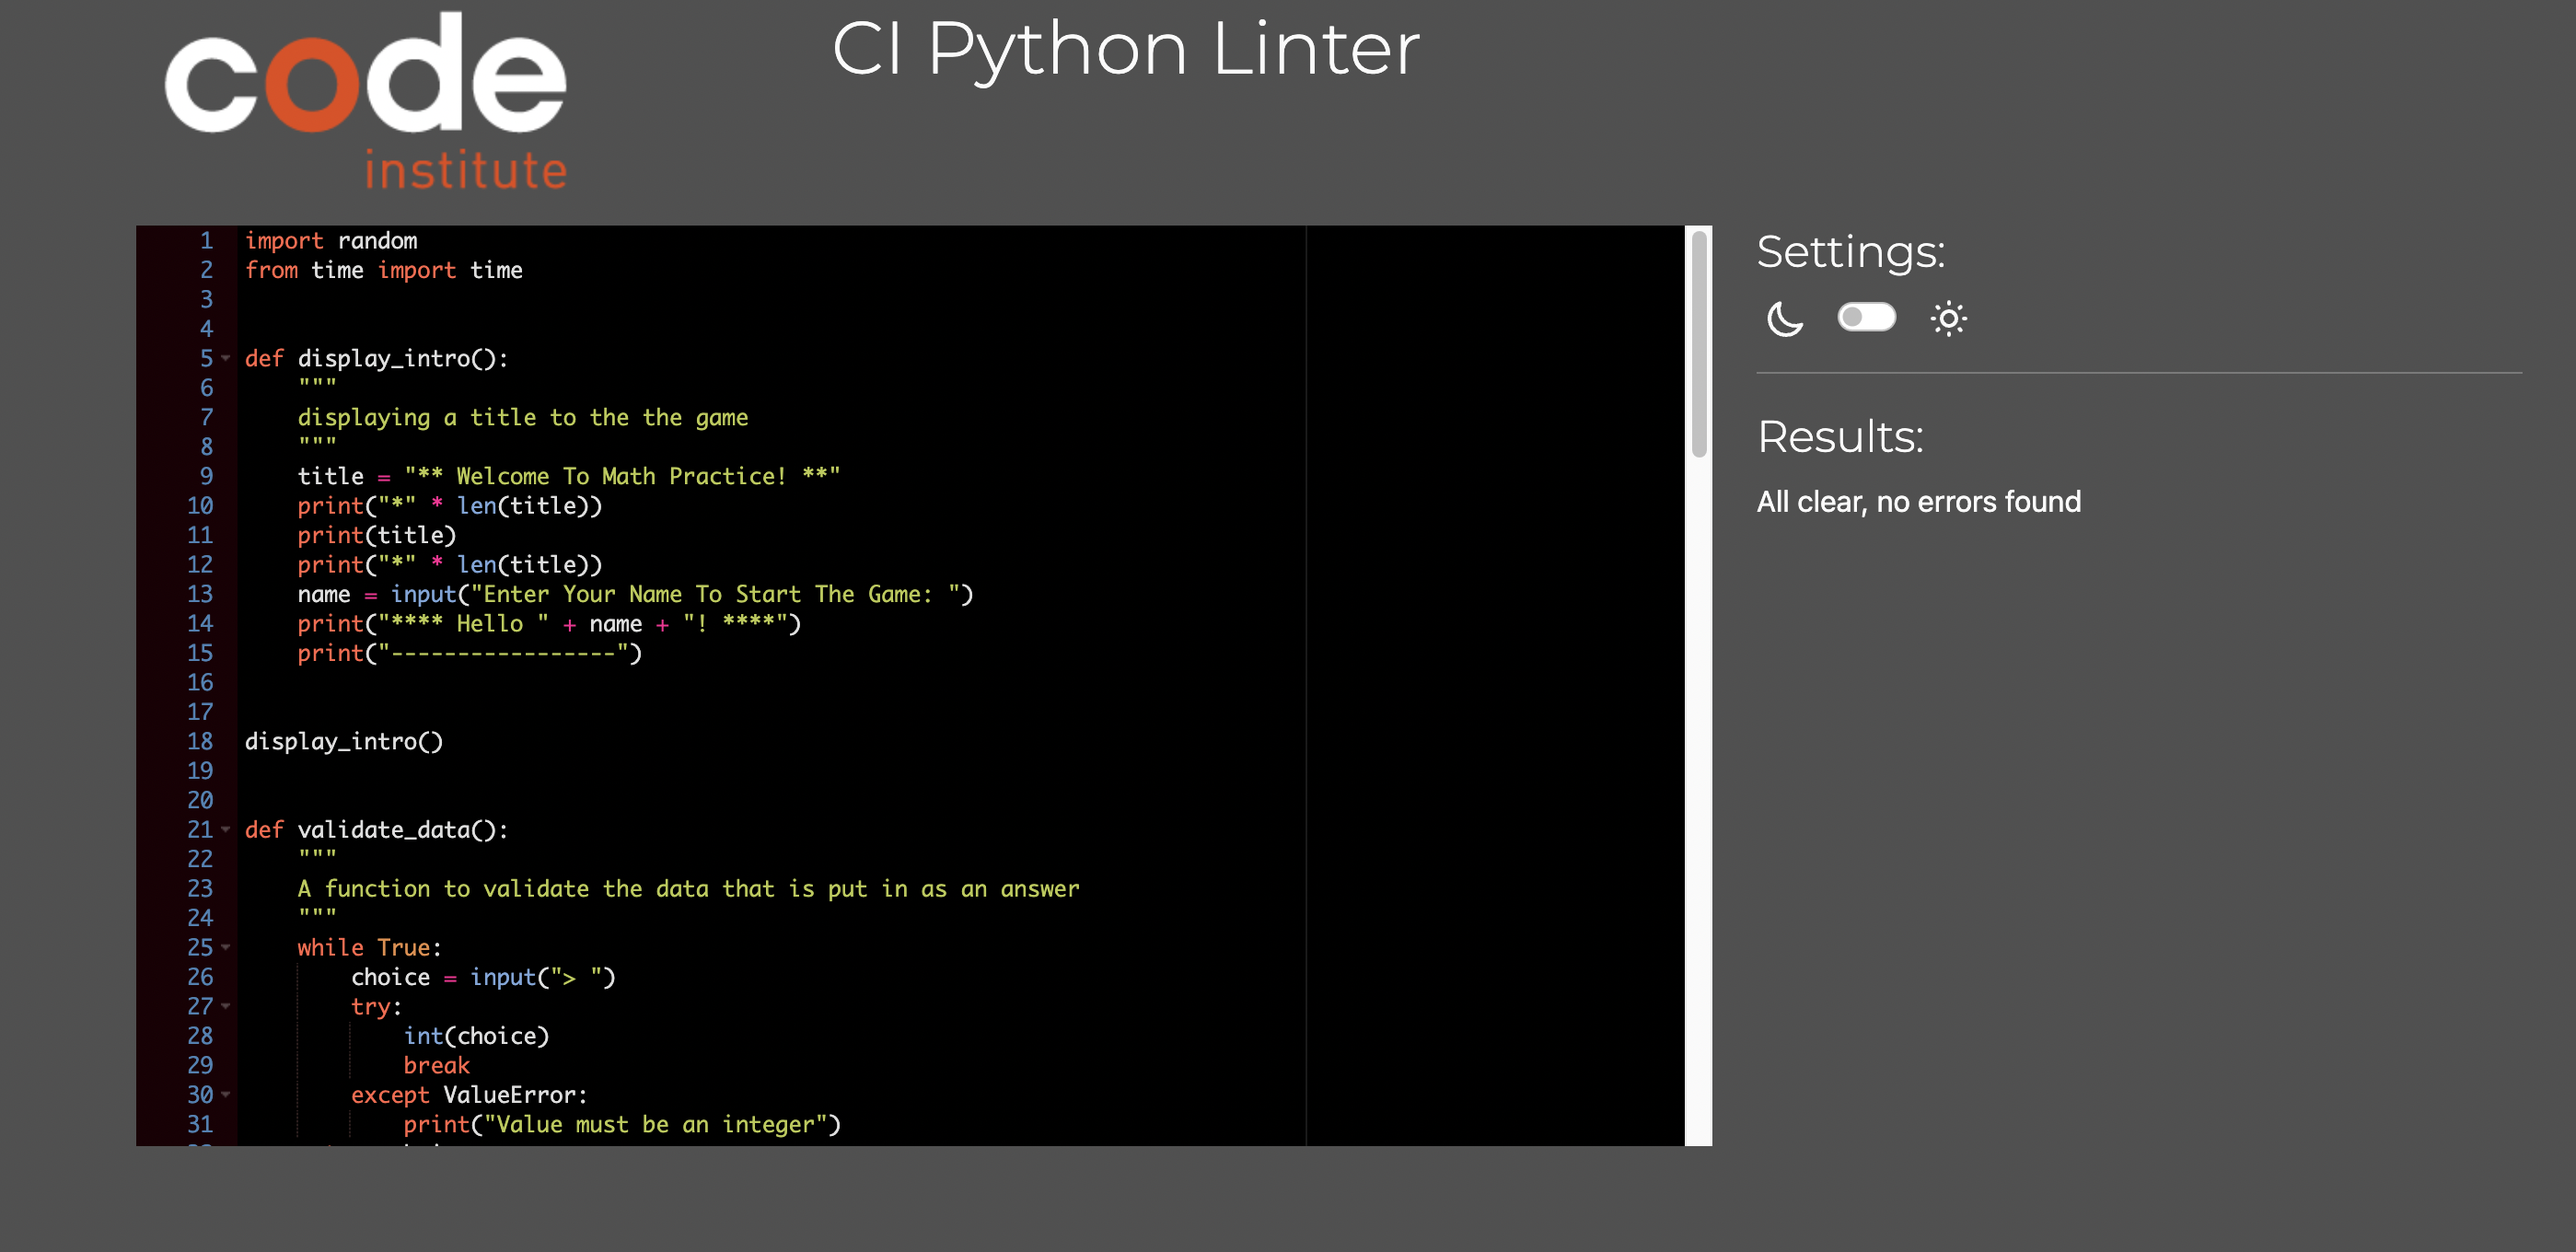 code
institute
CI Python Linter
1 import random
2 from time import time
3
4
5 def display_intro():
6     """
7     displaying a title to the the game
8     """
9     title = "** Welcome To Math Practice! **"
10     print("*" * len(title))
11     print(title)
12     print("*" * len(title))
13     name = input("Enter Your Name To Start The Game: ")
14     print("**** Hello " + name + "! ****")
15     print("-----------------")
16
17
18 display_intro()
19
20
21 def validate_data():
22     """
23     A function to validate the data that is put in as an answer
24     """
25     while True:
26         choice = input("> ")
27         try:
28             int(choice)
29             break
30         except ValueError:
31             print("Value must be an integer")
Settings:
Results:
All clear, no errors found